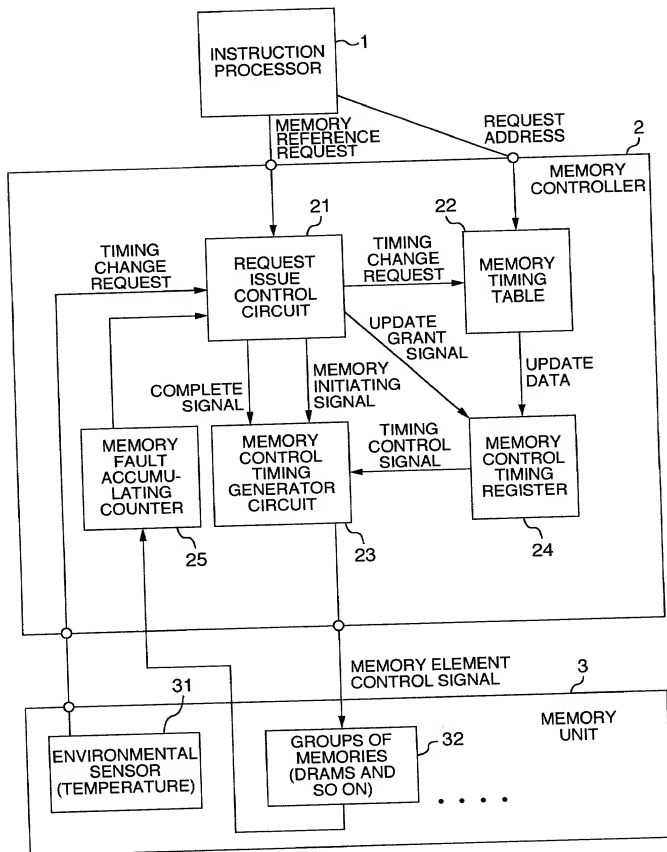 INSTRUCTION
PROCESSOR
1
MEMORY
REFERENCE
REQUEST
REQUEST
ADDRESS
2
MEMORY
CONTROLLER
21
22
TIMING
CHANGE
REQUEST
REQUEST
ISSUE
CONTROL
CIRCUIT
TIMING
CHANGE
REQUEST
MEMORY
TIMING
TABLE
UPDATE
GRANT
SIGNAL
COMPLETE
SIGNAL
MEMORY
INITIATING
SIGNAL
UPDATE
DATA
MEMORY
FAULT
ACCUMU-
LATING
COUNTER
25
MEMORY
CONTROL
TIMING
GENERATOR
CIRCUIT
23
TIMING
CONTROL
SIGNAL
MEMORY
CONTROL
TIMING
REGISTER
24
MEMORY ELEMENT
CONTROL SIGNAL
3
MEMORY
UNIT
31
ENVIRONMENTAL
SENSOR
(TEMPERATURE)
GROUPS OF
MEMORIES
(DRAMS AND
SO ON)
32
. . . .